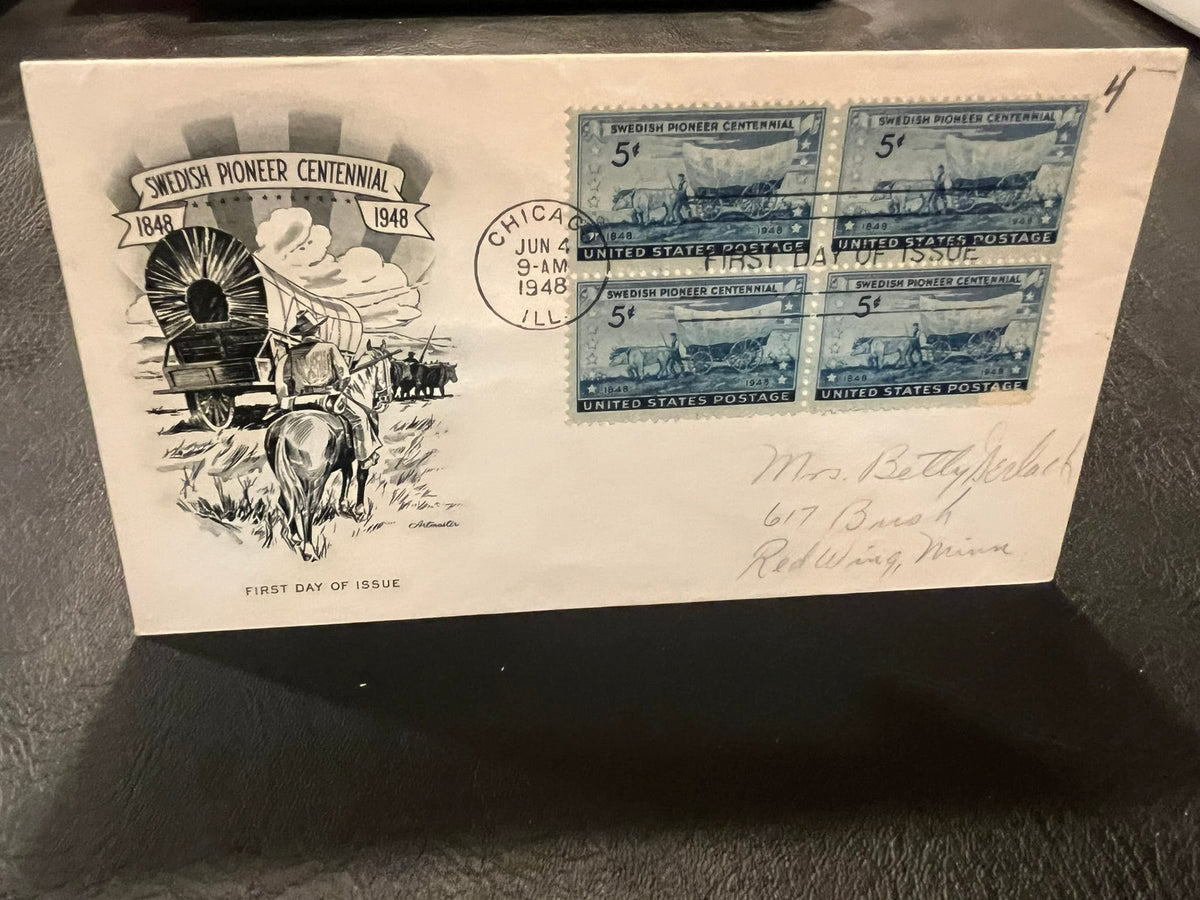 SWEDISH PIONEER CENTENNIAL
1848 1948
Artmaster
FIRST DAY OF ISSUE
CHICAGO
JUN 4
9-AM
1948
ILL.
FIRST DAY OF ISSUE
4
SWEDISH PIONEER CENTENNIAL
5¢
1848 1948
UNITED STATES POSTAGE
SWEDISH PIONEER CENTENNIAL
5¢
1848 1948
UNITED STATES POSTAGE
SWEDISH PIONEER CENTENNIAL
5¢
1848 1948
UNITED STATES POSTAGE
SWEDISH PIONEER CENTENNIAL
5¢
1848 1948
UNITED STATES POSTAGE
Mrs. Betty
617 Bush
Red Wing, Minn